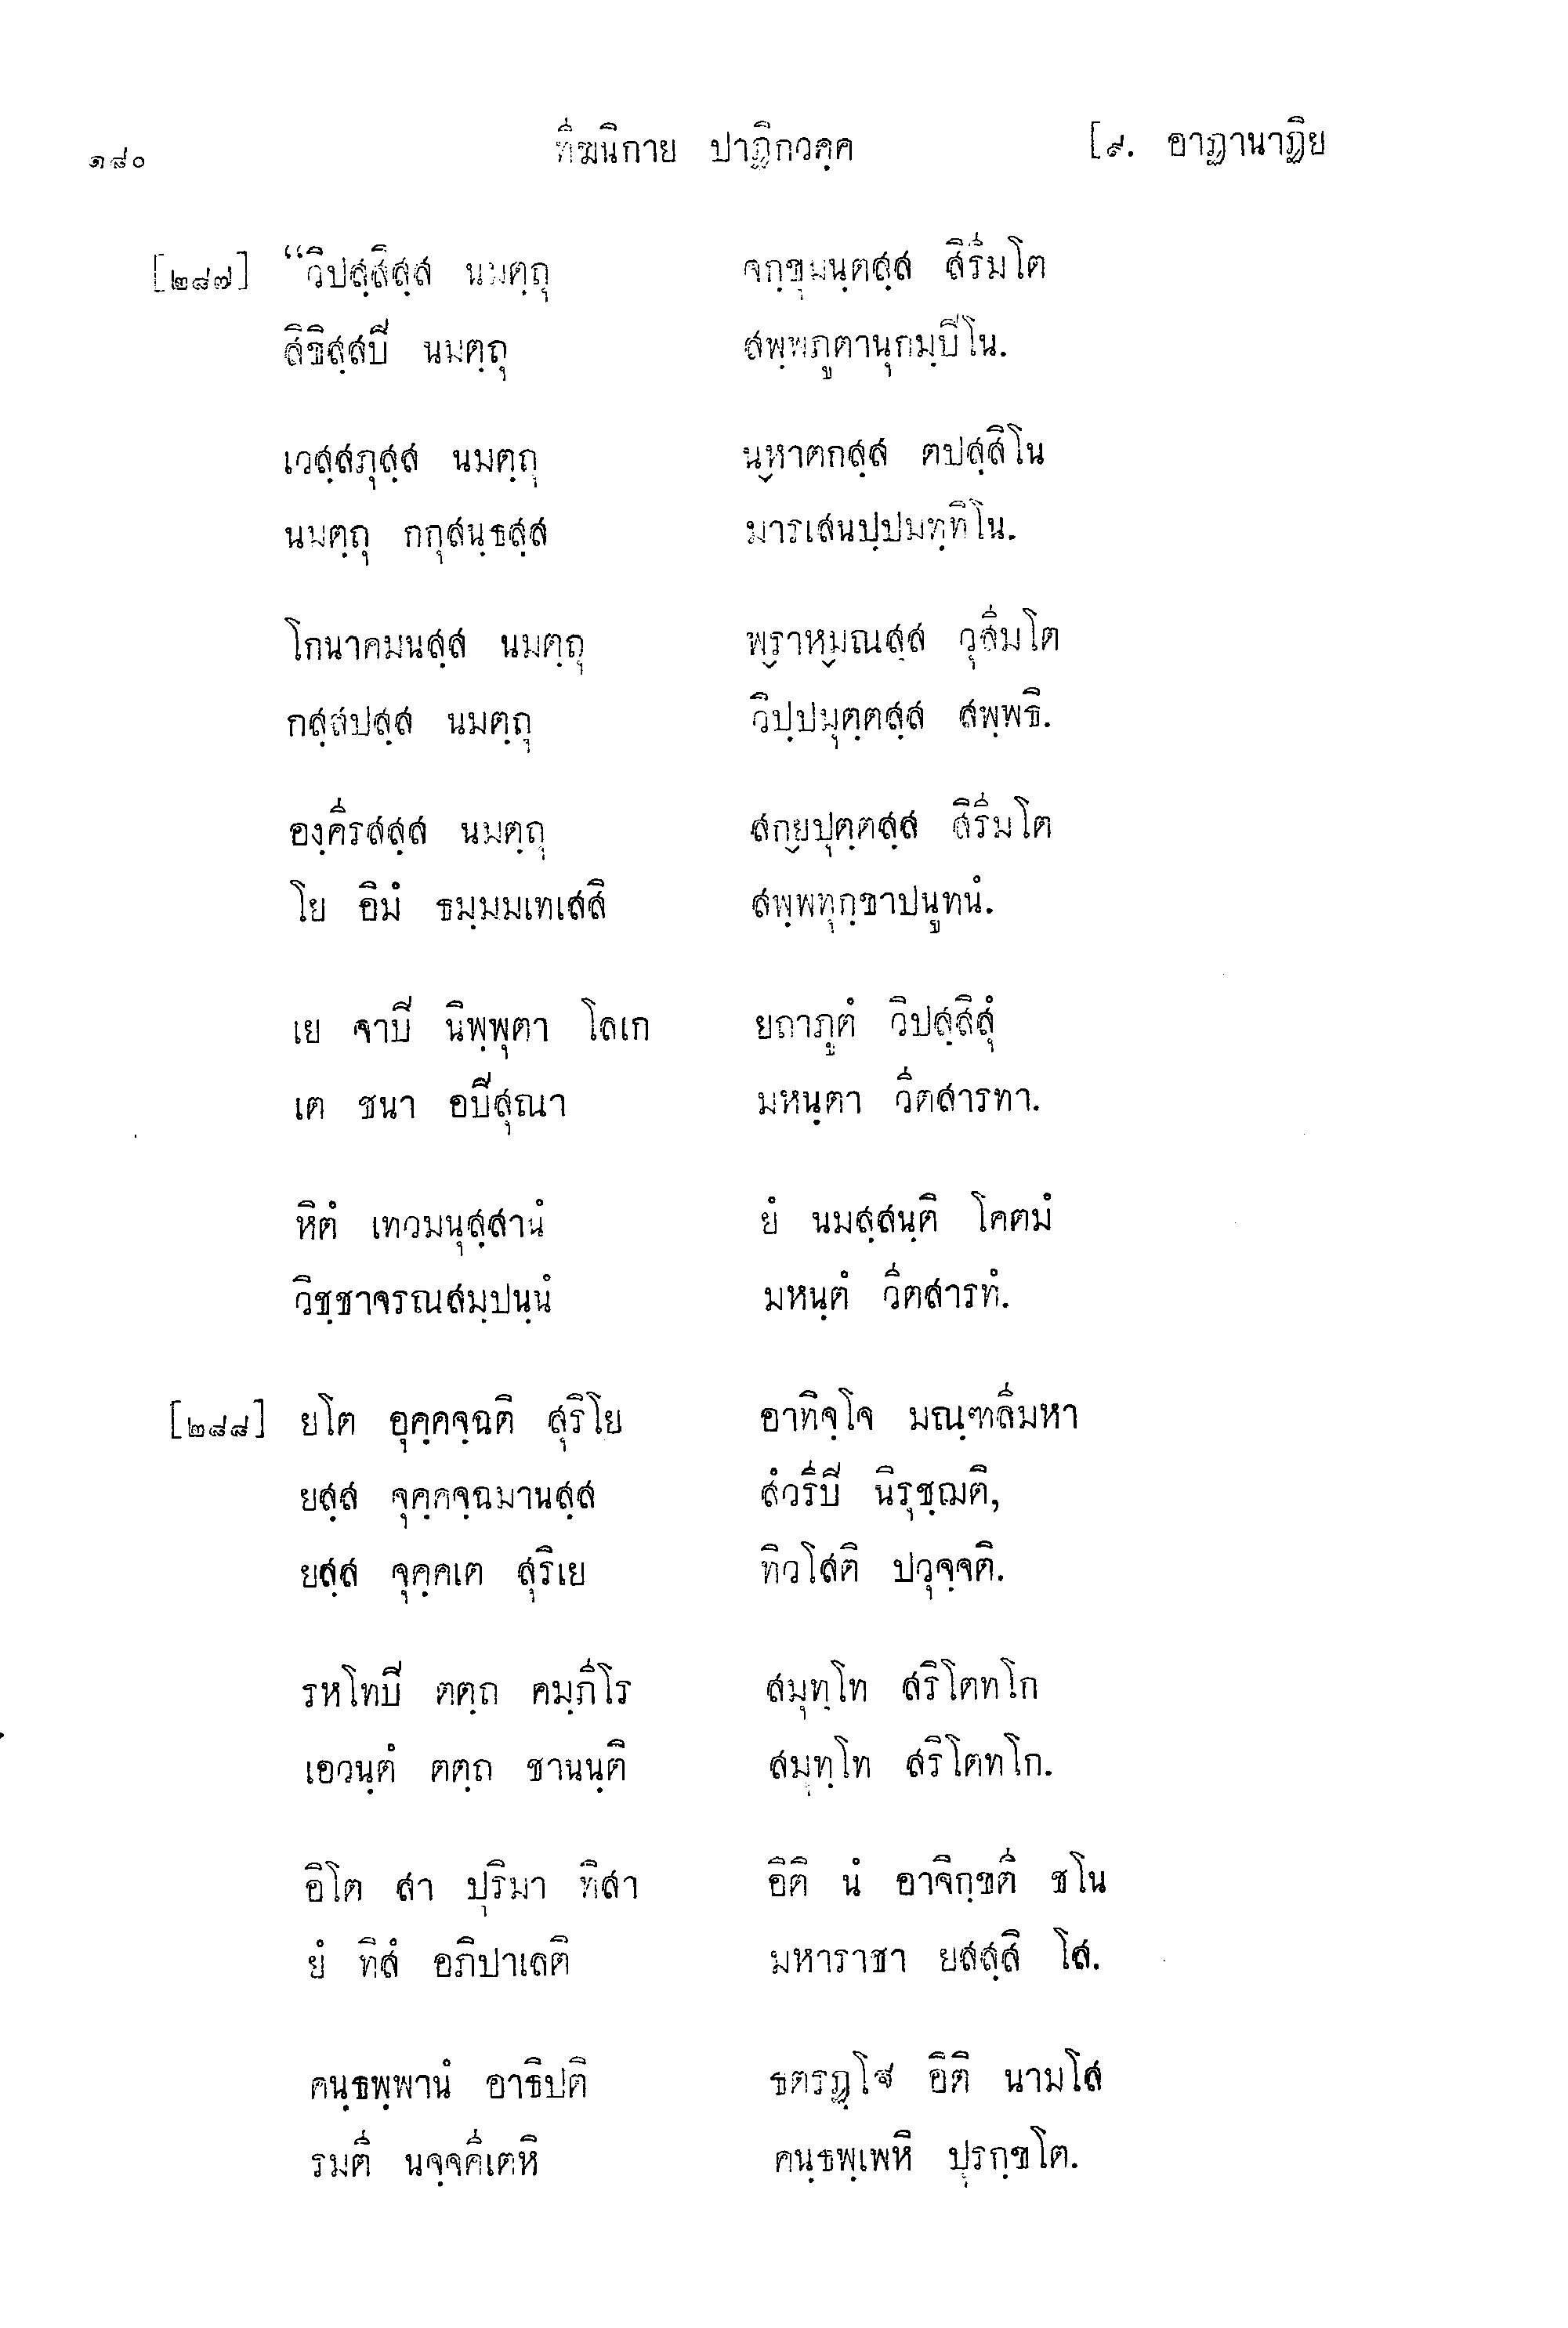 ๑๘๐ ทีฆนิกาย ปาฏิกวคฺค [๙. อาฏานาฏิย
[๒๘๗] “วิปสฺสิสฺส นมตฺถุ จกฺขุมนฺตสฺส สิรีมโต
สิขิสฺสปิ นมตฺถุ สพฺพภูตานุกมฺปิโน.
เวสฺสภุสฺส นมตฺถุ นฺหาตกสฺส ตปสฺสิโน
นมตฺถุ กกุสนฺธสฺส มารเสนปฺปมทฺทิโน.
โกนาคมนสฺส นมตฺถุ พฺราหฺมณสฺส วุสีมโต
กสฺสปสฺส นมตฺถุ วิปฺปมุตฺตสฺส สพฺพธิ.
องฺคีรสสฺส นมตฺถุ สกฺยปุตฺตสฺส สิรีมโต
โย อิมํ ธมฺมมเทเสสิ สพฺพทุกฺขาปนูทนํ.
เย จาปิ นิพฺพุตา โลเก ยถาภูตํ วิปสฺสิสุํ
เต ชนา อปิสุณา มหนฺตา วีตสารทา.
หิตํ เทวมนุสฺสานํ ยํ นมสฺสนฺติ โคตมํ
วิชฺชาจรณสมฺปนฺนํ มหนฺตํ วีตสารทํ.
[๒๘๘] ยโต อุคฺคจฺฉติ สุริโย อาทิจฺโจ มณฺฑลีมหา
ยสฺส จุคฺคจฺฉมานสฺส สํวรีปิ นิรุชฺฌติ,
ยสฺส จุคฺคเต สุริเย ทิวโสติ ปวุจฺจติ.
รหโทปิ ตตฺถ คมฺภีโร สมุทฺโท สริโตทโก
เอวนฺตํ ตตฺถ ชานนฺติ สมุทฺโท สริโตทโก.
อิโต สา ปุริมา ทิสา อิติ นํ อาจิกฺขตี ชโน
ยํ ทิสํ อภิปาเลติ มหาราชา ยสสฺสิ โส.
คนฺธพฺพานํ อาธิปติ ธตรฏฺโฐ อิติ นามโส
รมตี นจฺจคีเตหิ คนฺธพฺเพหิ ปุรกฺขโต.